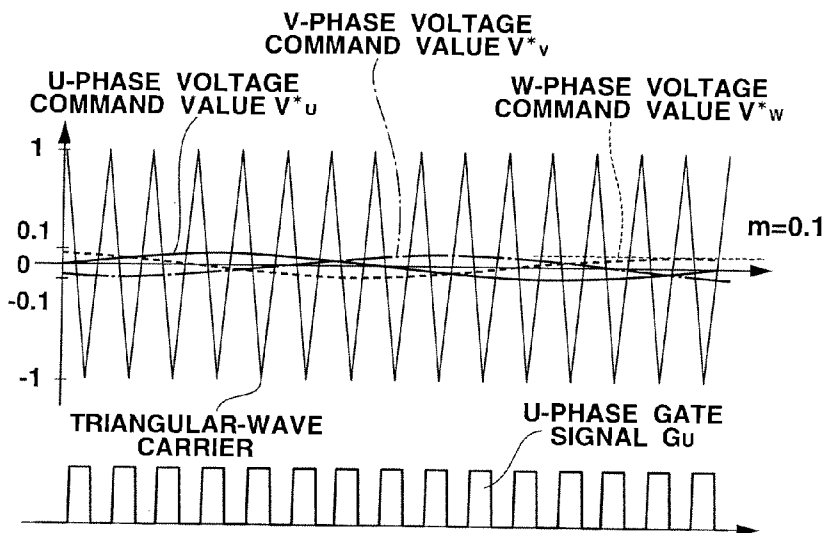 V-PHASE VOLTAGE
COMMAND VALUE V*V
U-PHASE VOLTAGE
COMMAND VALUE V*U
W-PHASE VOLTAGE
COMMAND VALUE V*W
1
0.1
0
-0.1
-1
m=0.1
TRIANGULAR-WAVE
CARRIER
U-PHASE GATE
SIGNAL GU